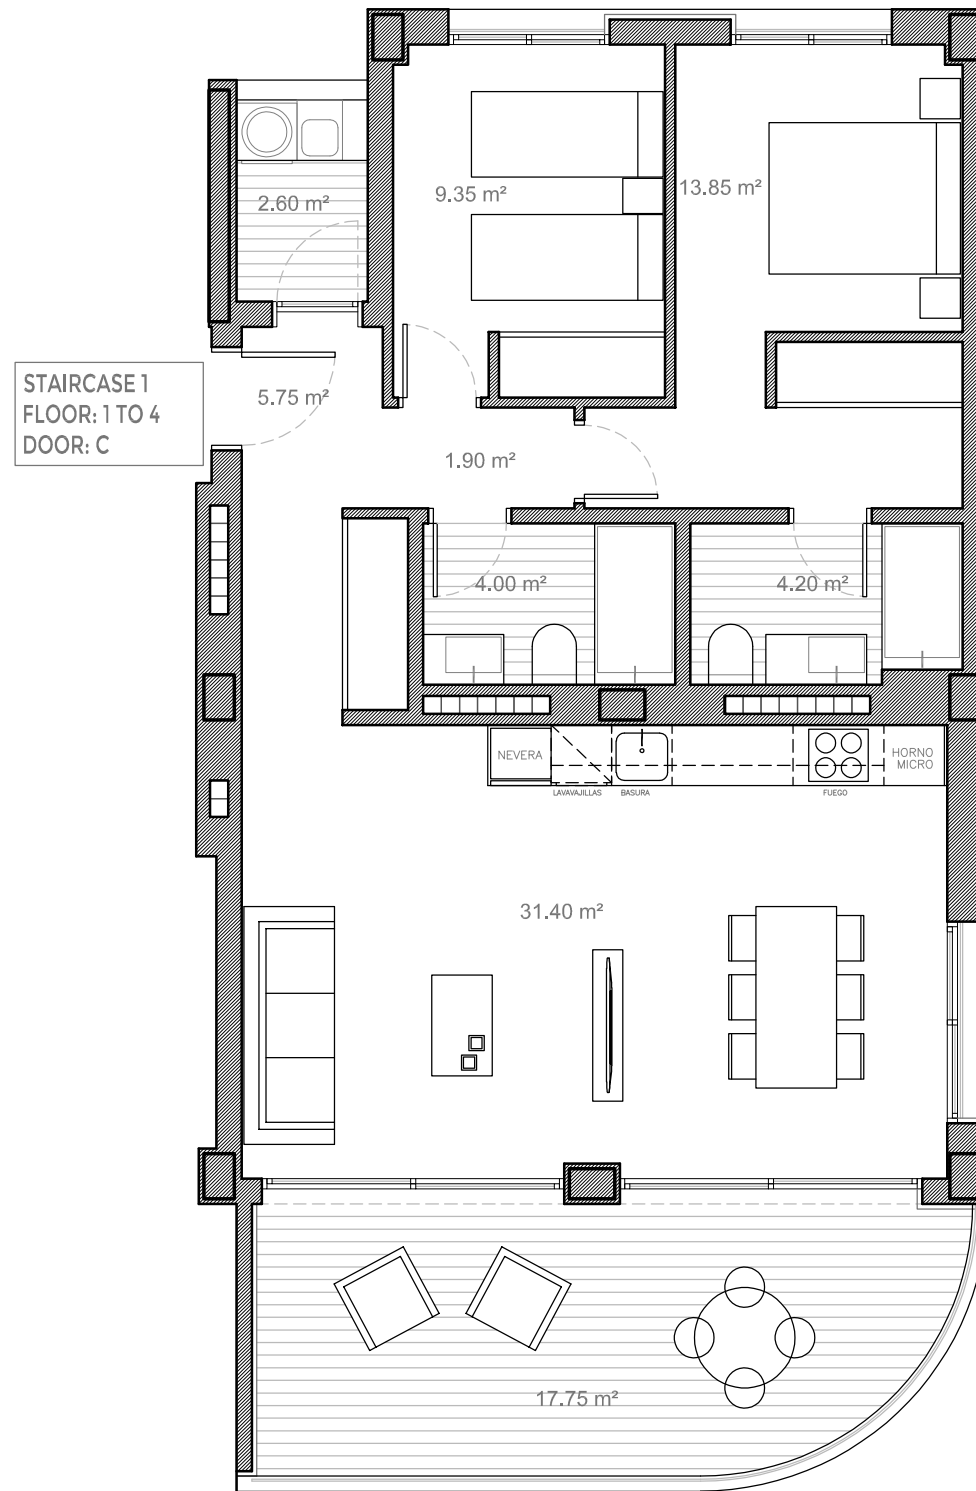 2.60 m²
9.35 m²
13.85 m²
STAIRCASE 1
FLOOR: 1 TO 4
DOOR: C
5.75 m²
1.90 m²
4.00 m²
4.20 m²
NEVERA
HORNO
MICRO
LAVAVAJILLAS
BASURA
FUEGO
31.40 m²
17.75 m²